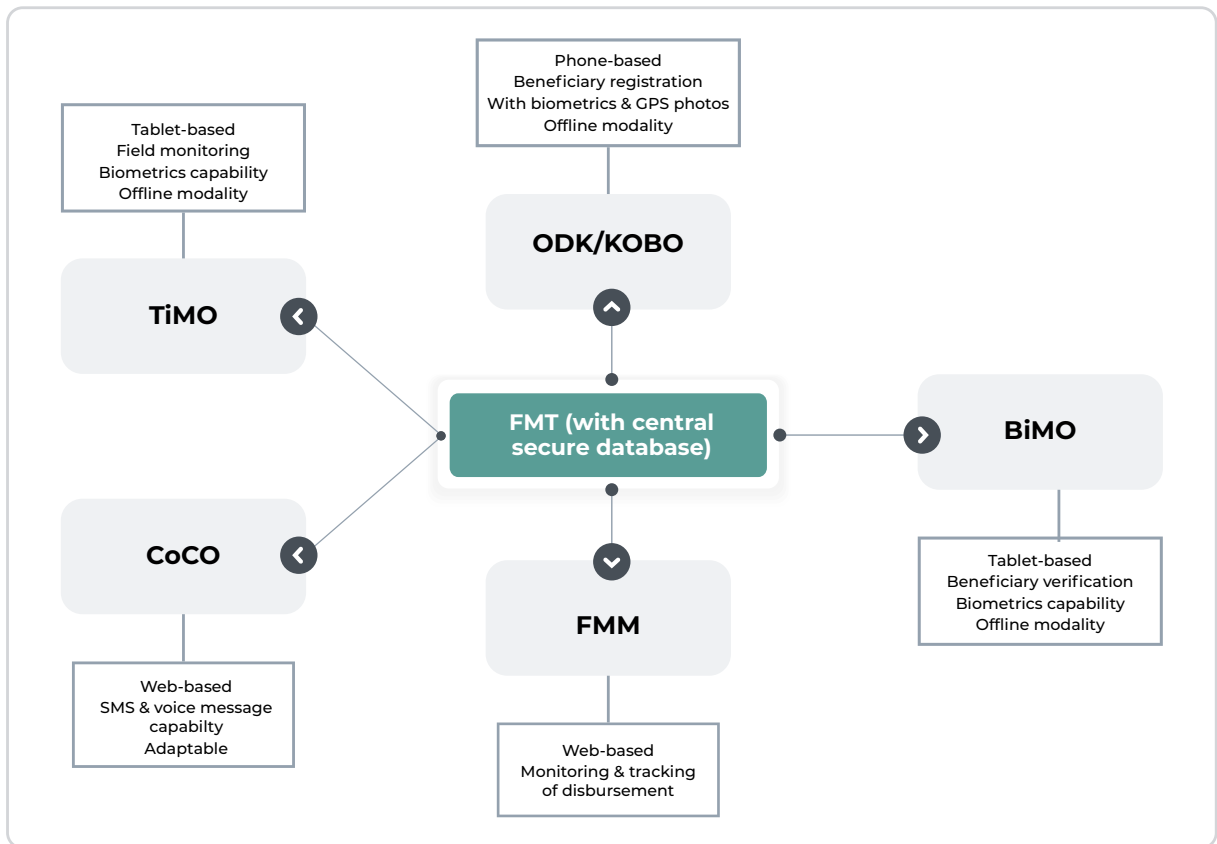 Phone-based
Beneficiary registration
With biometrics & GPS photos
Offline modality
Tablet-based
Field monitoring
Biometrics capability
Offline modality
ODK/KOBO
TiMO
FMT (with central
secure database)
BiMO
Tablet-based
Beneficiary verification
Biometrics capability
Offline modality
CoCO
FMM
Web-based
SMS & voice message
capabilty
Adaptable
Web-based
Monitoring & tracking
of disbursement